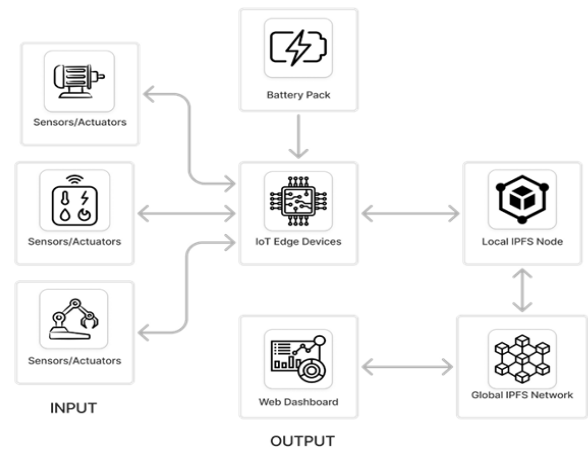 Battery Pack
Sensors/Actuators
Sensors/Actuators
IoT Edge Devices
Local IPFS Node
Sensors/Actuators
Web Dashboard
Global IPFS Network
INPUT
OUTPUT